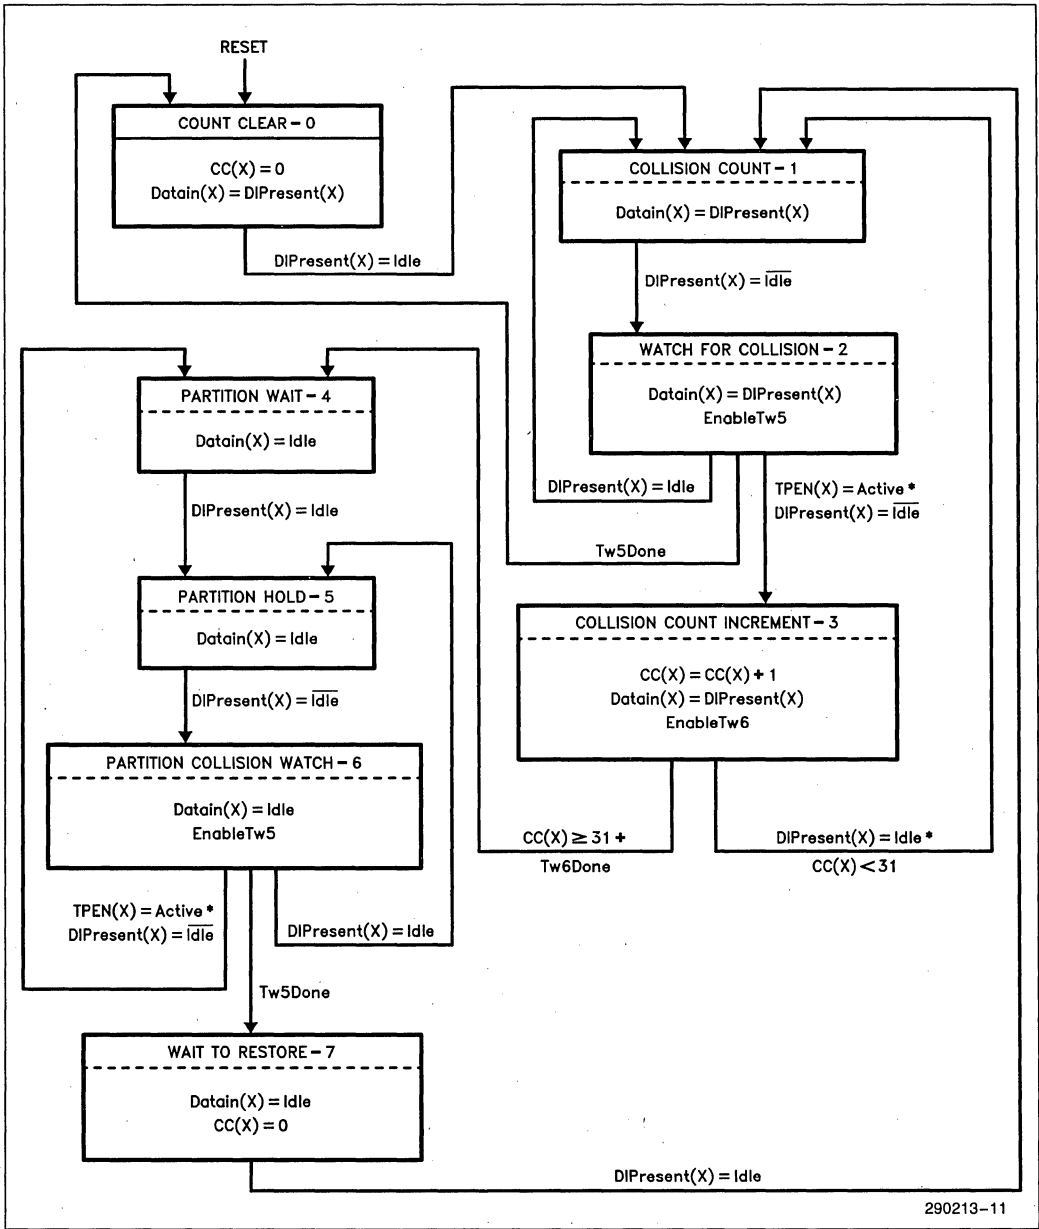 RESET
COUNT CLEAR – 0
CC(X) = 0
Datain(X) = DIPresent(X)
DIPresent(X) = Idle
COLLISION COUNT – 1
Datain(X) = DIPresent(X)
DIPresent(X) = I̅d̅l̅e̅
WATCH FOR COLLISION – 2
Datain(X) = DIPresent(X)
EnableTw5
DIPresent(X) = Idle
TPEN(X) = Active *
DIPresent(X) = I̅d̅l̅e̅
Tw5Done
COLLISION COUNT INCREMENT – 3
CC(X) = CC(X) + 1
Datain(X) = DIPresent(X)
EnableTw6
CC(X) ≥ 31 +
Tw6Done
DIPresent(X) = Idle *
CC(X) < 31
PARTITION WAIT – 4
Datain(X) = Idle
DIPresent(X) = Idle
PARTITION HOLD – 5
Datain(X) = Idle
DIPresent(X) = I̅d̅l̅e̅
PARTITION COLLISION WATCH – 6
Datain(X) = Idle
EnableTw5
TPEN(X) = Active *
DIPresent(X) = I̅d̅l̅e̅
DIPresent(X) = Idle
Tw5Done
WAIT TO RESTORE – 7
Datain(X) = Idle
CC(X) = 0
DIPresent(X) = Idle
290213–11